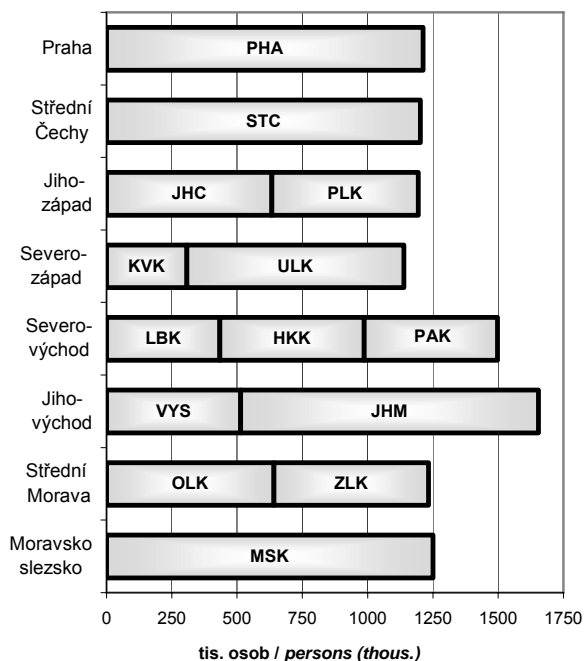 Praha
PHA
Střední
Čechy
STC
Jiho-
západ
JHC PLK
Severo-
západ
KVK ULK
Severo-
východ
LBK HKK PAK
Jiho-
východ
VYS JHM
Střední
Morava
OLK ZLK
Moravsko
slezsko
MSK
0 250 500 750 1000 1250 1500 1750
tis. osob / persons (thous.)